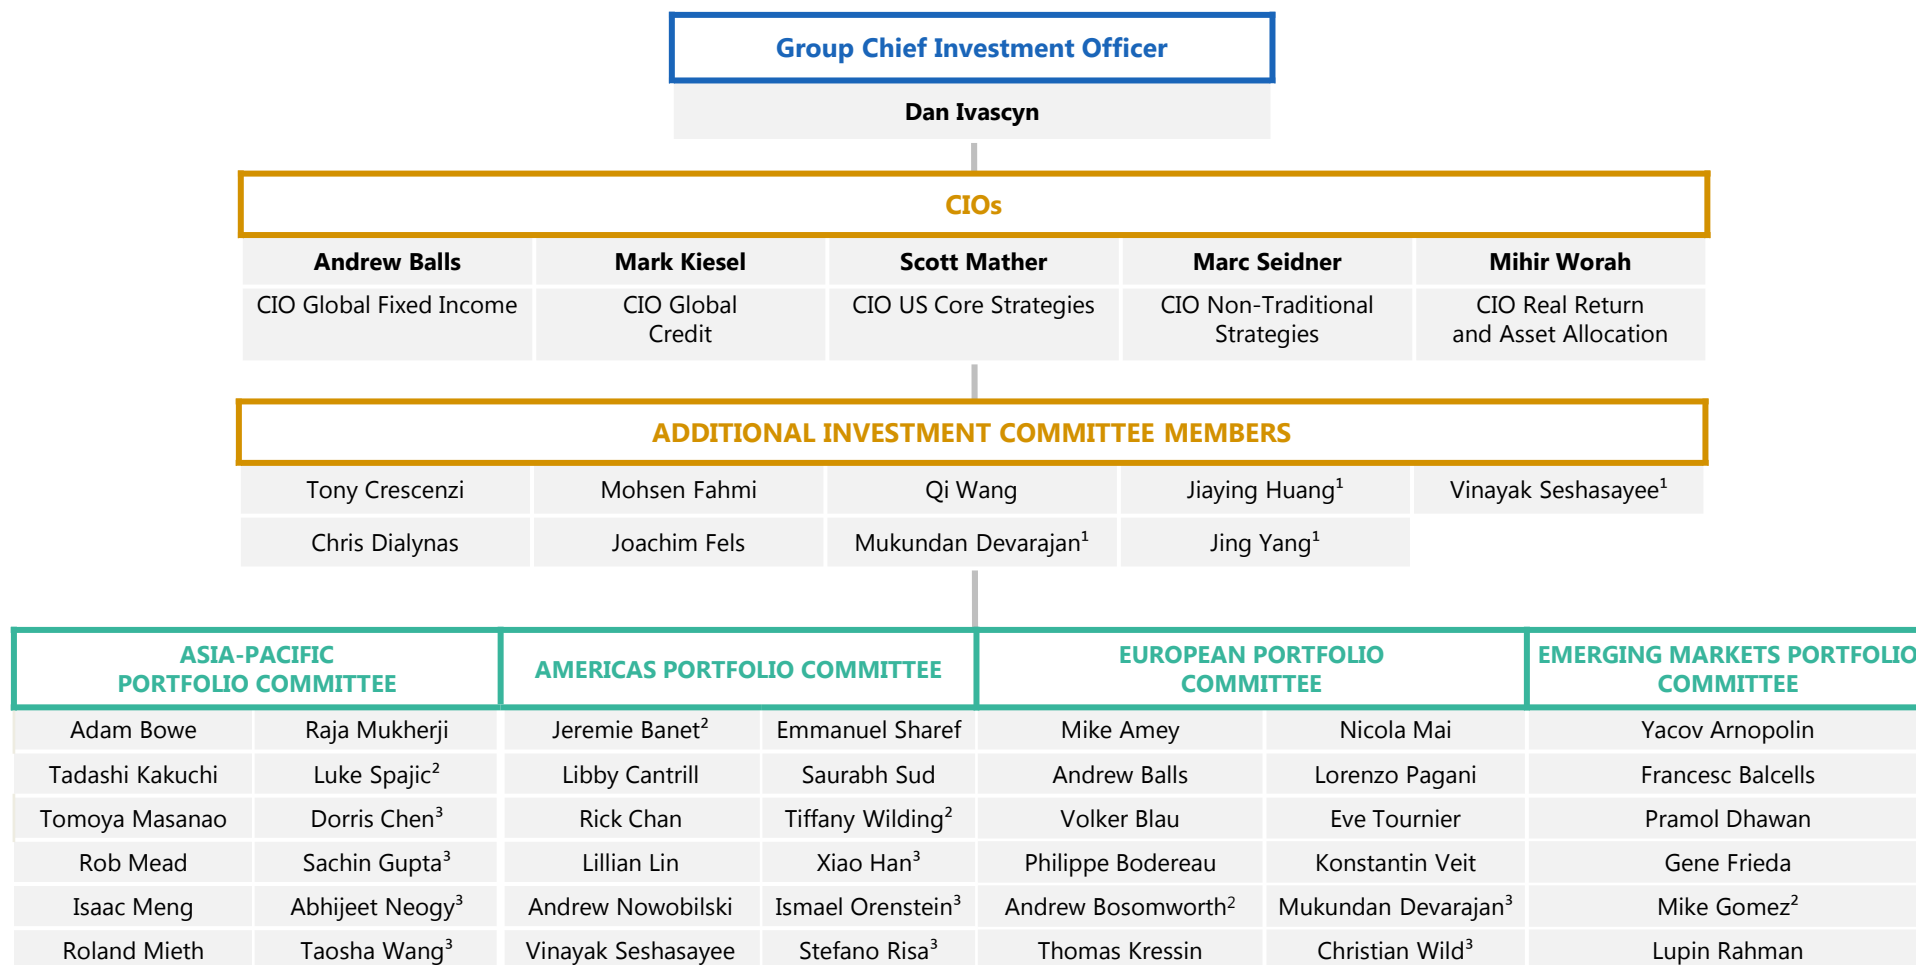 Group Chief Investment Officer
Dan Ivascyn
CIOs
Andrew Balls
Mark Kiesel
Scott Mather
Marc Seidner
Mihir Worah
CIO Global Fixed Income
CIO Global
Credit
CIO US Core Strategies
CIO Non-Traditional
Strategies
CIO Real Return
and Asset Allocation
ADDITIONAL INVESTMENT COMMITTEE MEMBERS
Tony Crescenzi
Mohsen Fahmi
Qi Wang
Jiaying Huang¹
Vinayak Seshasayee¹
Chris Dialynas
Joachim Fels
Mukundan Devarajan¹
Jing Yang¹
ASIA-PACIFIC
PORTFOLIO COMMITTEE
AMERICAS PORTFOLIO COMMITTEE
EUROPEAN PORTFOLIO
COMMITTEE
EMERGING MARKETS PORTFOLIO
COMMITTEE
Adam Bowe
Raja Mukherji
Jeremie Banet²
Emmanuel Sharef
Mike Amey
Nicola Mai
Yacov Arnopolin
Tadashi Kakuchi
Luke Spajic²
Libby Cantrill
Saurabh Sud
Andrew Balls
Lorenzo Pagani
Francesc Balcells
Tomoya Masanao
Dorris Chen³
Rick Chan
Tiffany Wilding²
Volker Blau
Eve Tournier
Pramol Dhawan
Rob Mead
Sachin Gupta³
Lillian Lin
Xiao Han³
Philippe Bodereau
Konstantin Veit
Gene Frieda
Isaac Meng
Abhijeet Neogy³
Andrew Nowobilski
Ismael Orenstein³
Andrew Bosomworth²
Mukundan Devarajan³
Mike Gomez²
Roland Mieth
Taosha Wang³
Vinayak Seshasayee
Stefano Risa³
Thomas Kressin
Christian Wild³
Lupin Rahman